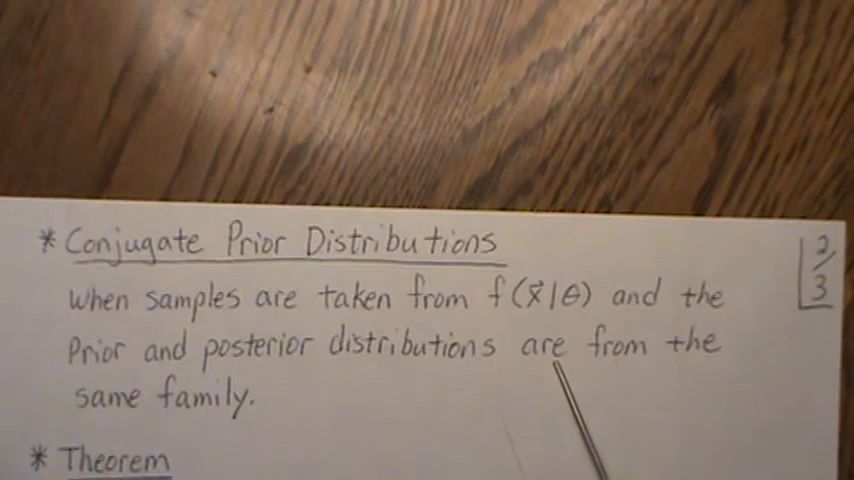 * Conjugate Prior Distributions
2/3
when samples are taken from f(x⃗|θ) and the
Prior and posterior distributions are from the
same family.
* Theorem